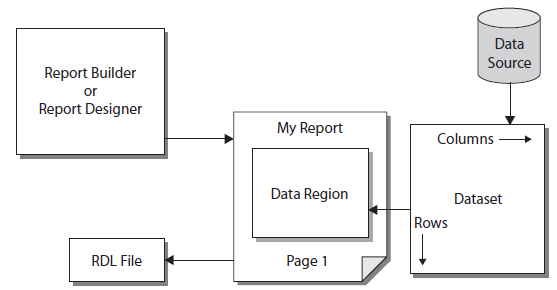 Report Builder
or
Report Designer
Data
Source
My Report
Columns
Data Region
Dataset
Rows
RDL File
Page 1